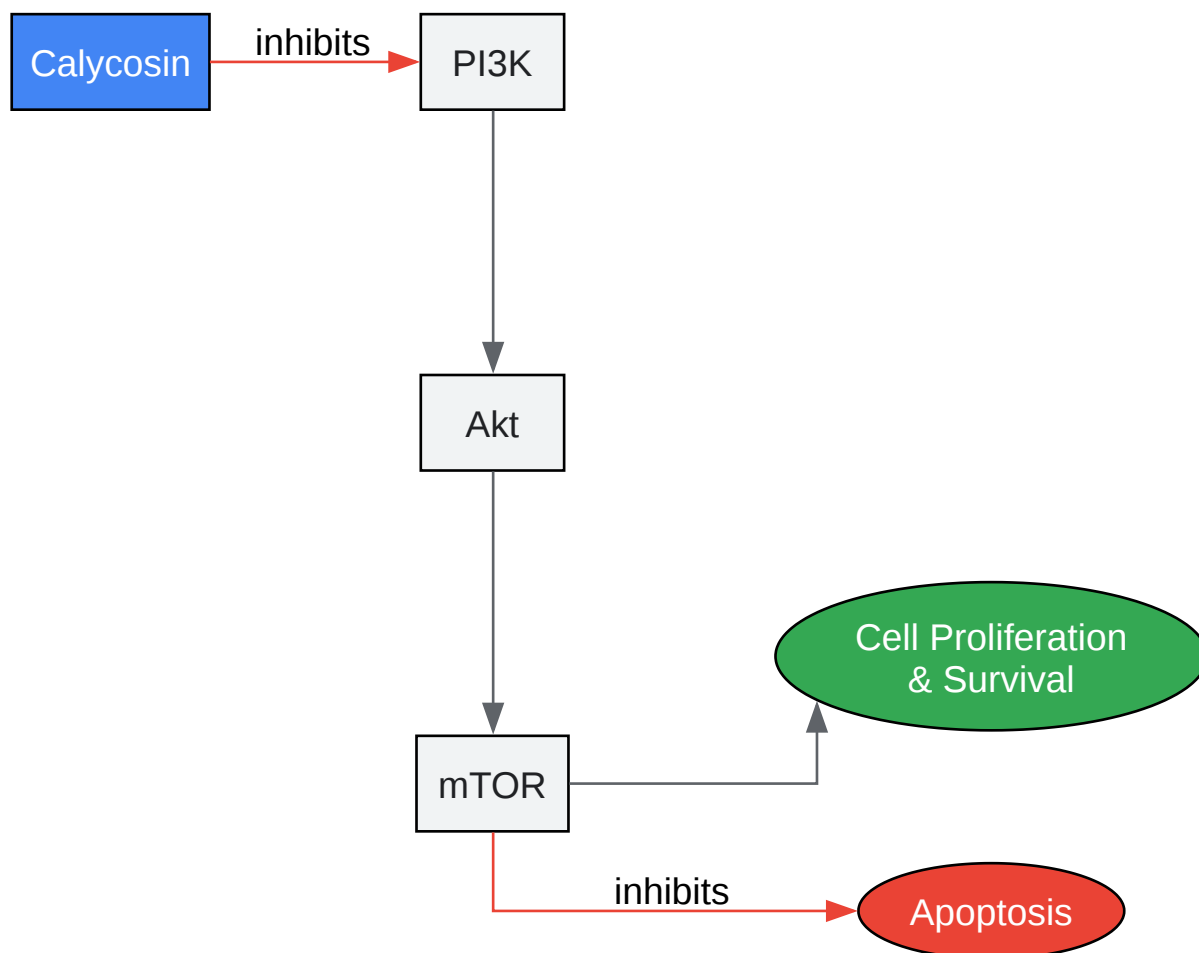 Calycosin
inhibits
PI3K
Akt
Cell Proliferation
& Survival
mTOR
inhibits
Apoptosis